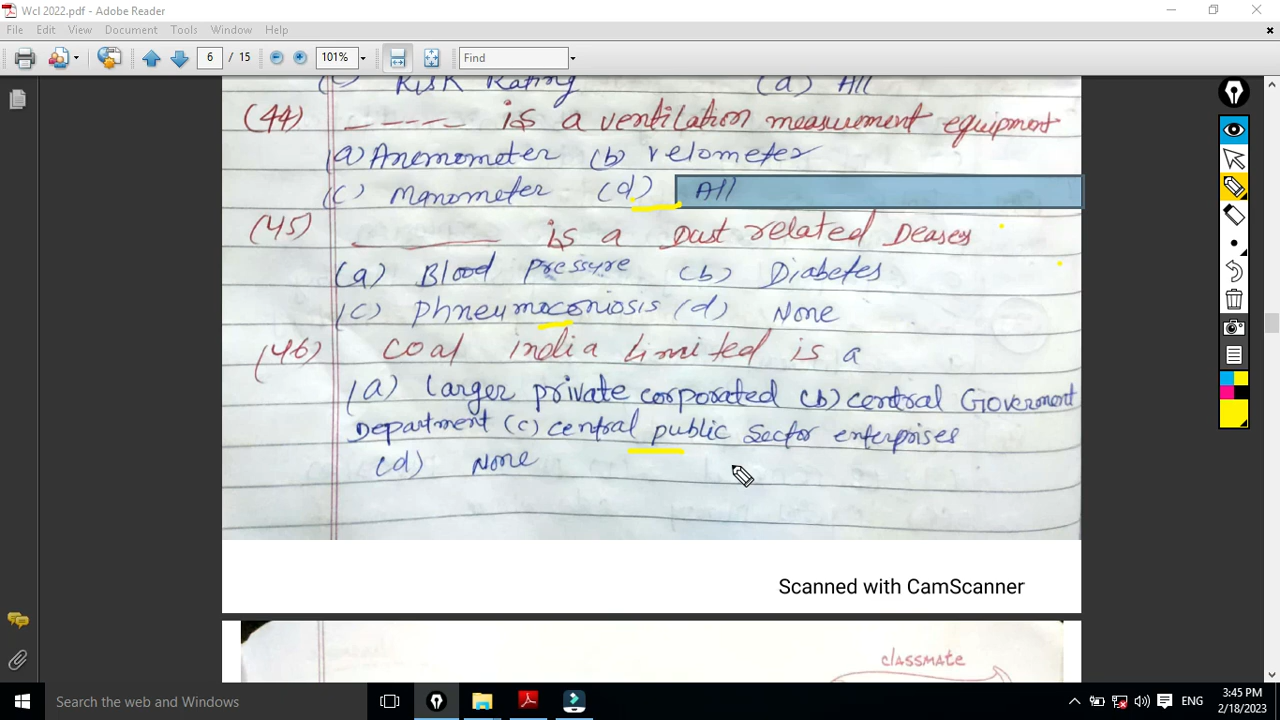 Wcl 2022.pdf - Adobe Reader
File Edit View Document Tools Window Help
6 / 15 101% Find
Risk Rating (d) All
(44) _ _ _ _ _ is a ventilation measurement equipment
(a) Anemometer (b) velometer
(c) Manometer (d) All
(45) ________ is a Dust related Deases
(a) Blood pressure (b) Diabetes
(c) Phneumoconiosis (d) None
(46) Coal india limited is a
(a) larger private corporated (b) central Goverment
Department (c) central public sector enterprises
(d) None
Scanned with CamScanner
classmate
Search the web and Windows
ENG
3:45 PM
2/18/2023